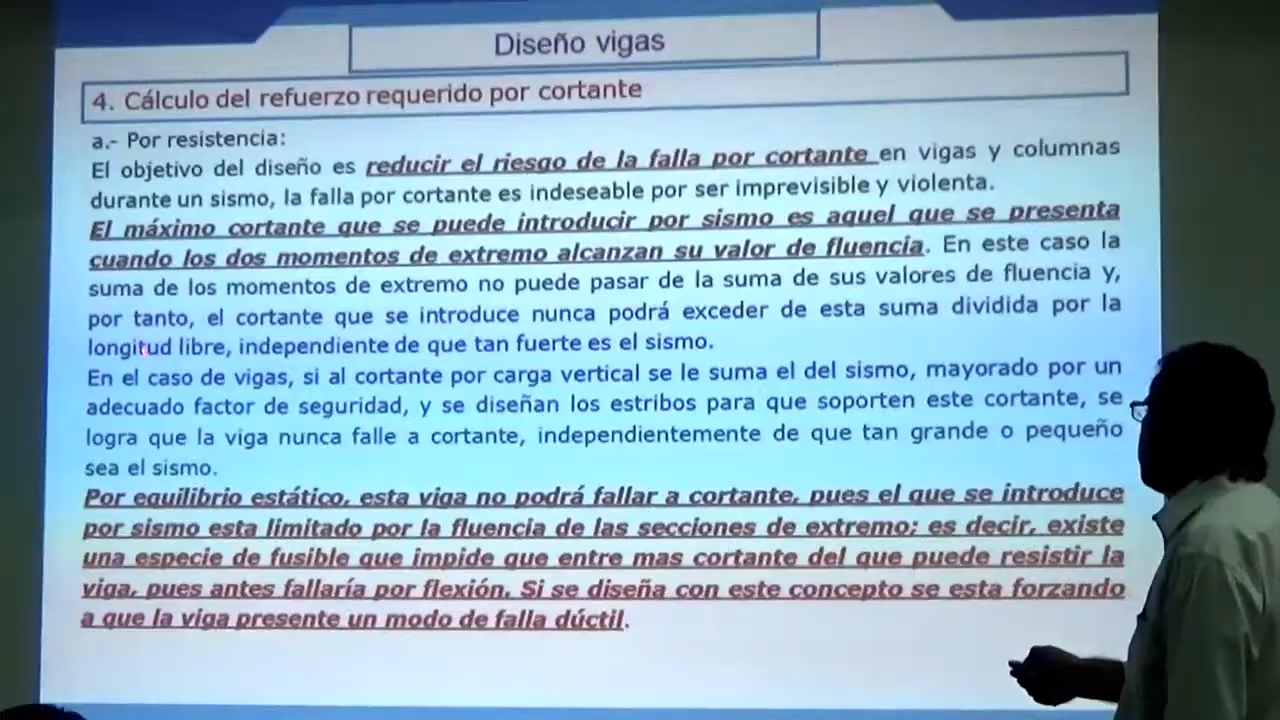 Diseño vigas
4. Cálculo del refuerzo requerido por cortante
a.- Por resistencia:
El objetivo del diseño es reducir el riesgo de la falla por cortante en vigas y columnas
durante un sismo, la falla por cortante es indeseable por ser imprevisible y violenta.
El máximo cortante que se puede introducir por sismo es aquel que se presenta
cuando los dos momentos de extremo alcanzan su valor de fluencia. En este caso la
suma de los momentos de extremo no puede pasar de la suma de sus valores de fluencia y,
por tanto, el cortante que se introduce nunca podrá exceder de esta suma dividida por la
longitud libre, independiente de que tan fuerte es el sismo.
En el caso de vigas, si al cortante por carga vertical se le suma el del sismo, mayorado por un
adecuado factor de seguridad, y se diseñan los estribos para que soporten este cortante, se
logra que la viga nunca falle a cortante, independientemente de que tan grande o pequeño
sea el sismo.
Por equilibrio estático, esta viga no podrá fallar a cortante, pues el que se introduce
por sismo esta limitado por la fluencia de las secciones de extremo; es decir, existe
una especie de fusible que impide que entre mas cortante del que puede resistir la
viga, pues antes fallaría por flexión. Si se diseña con este concepto se esta forzando
a que la viga presente un modo de falla dúctil.